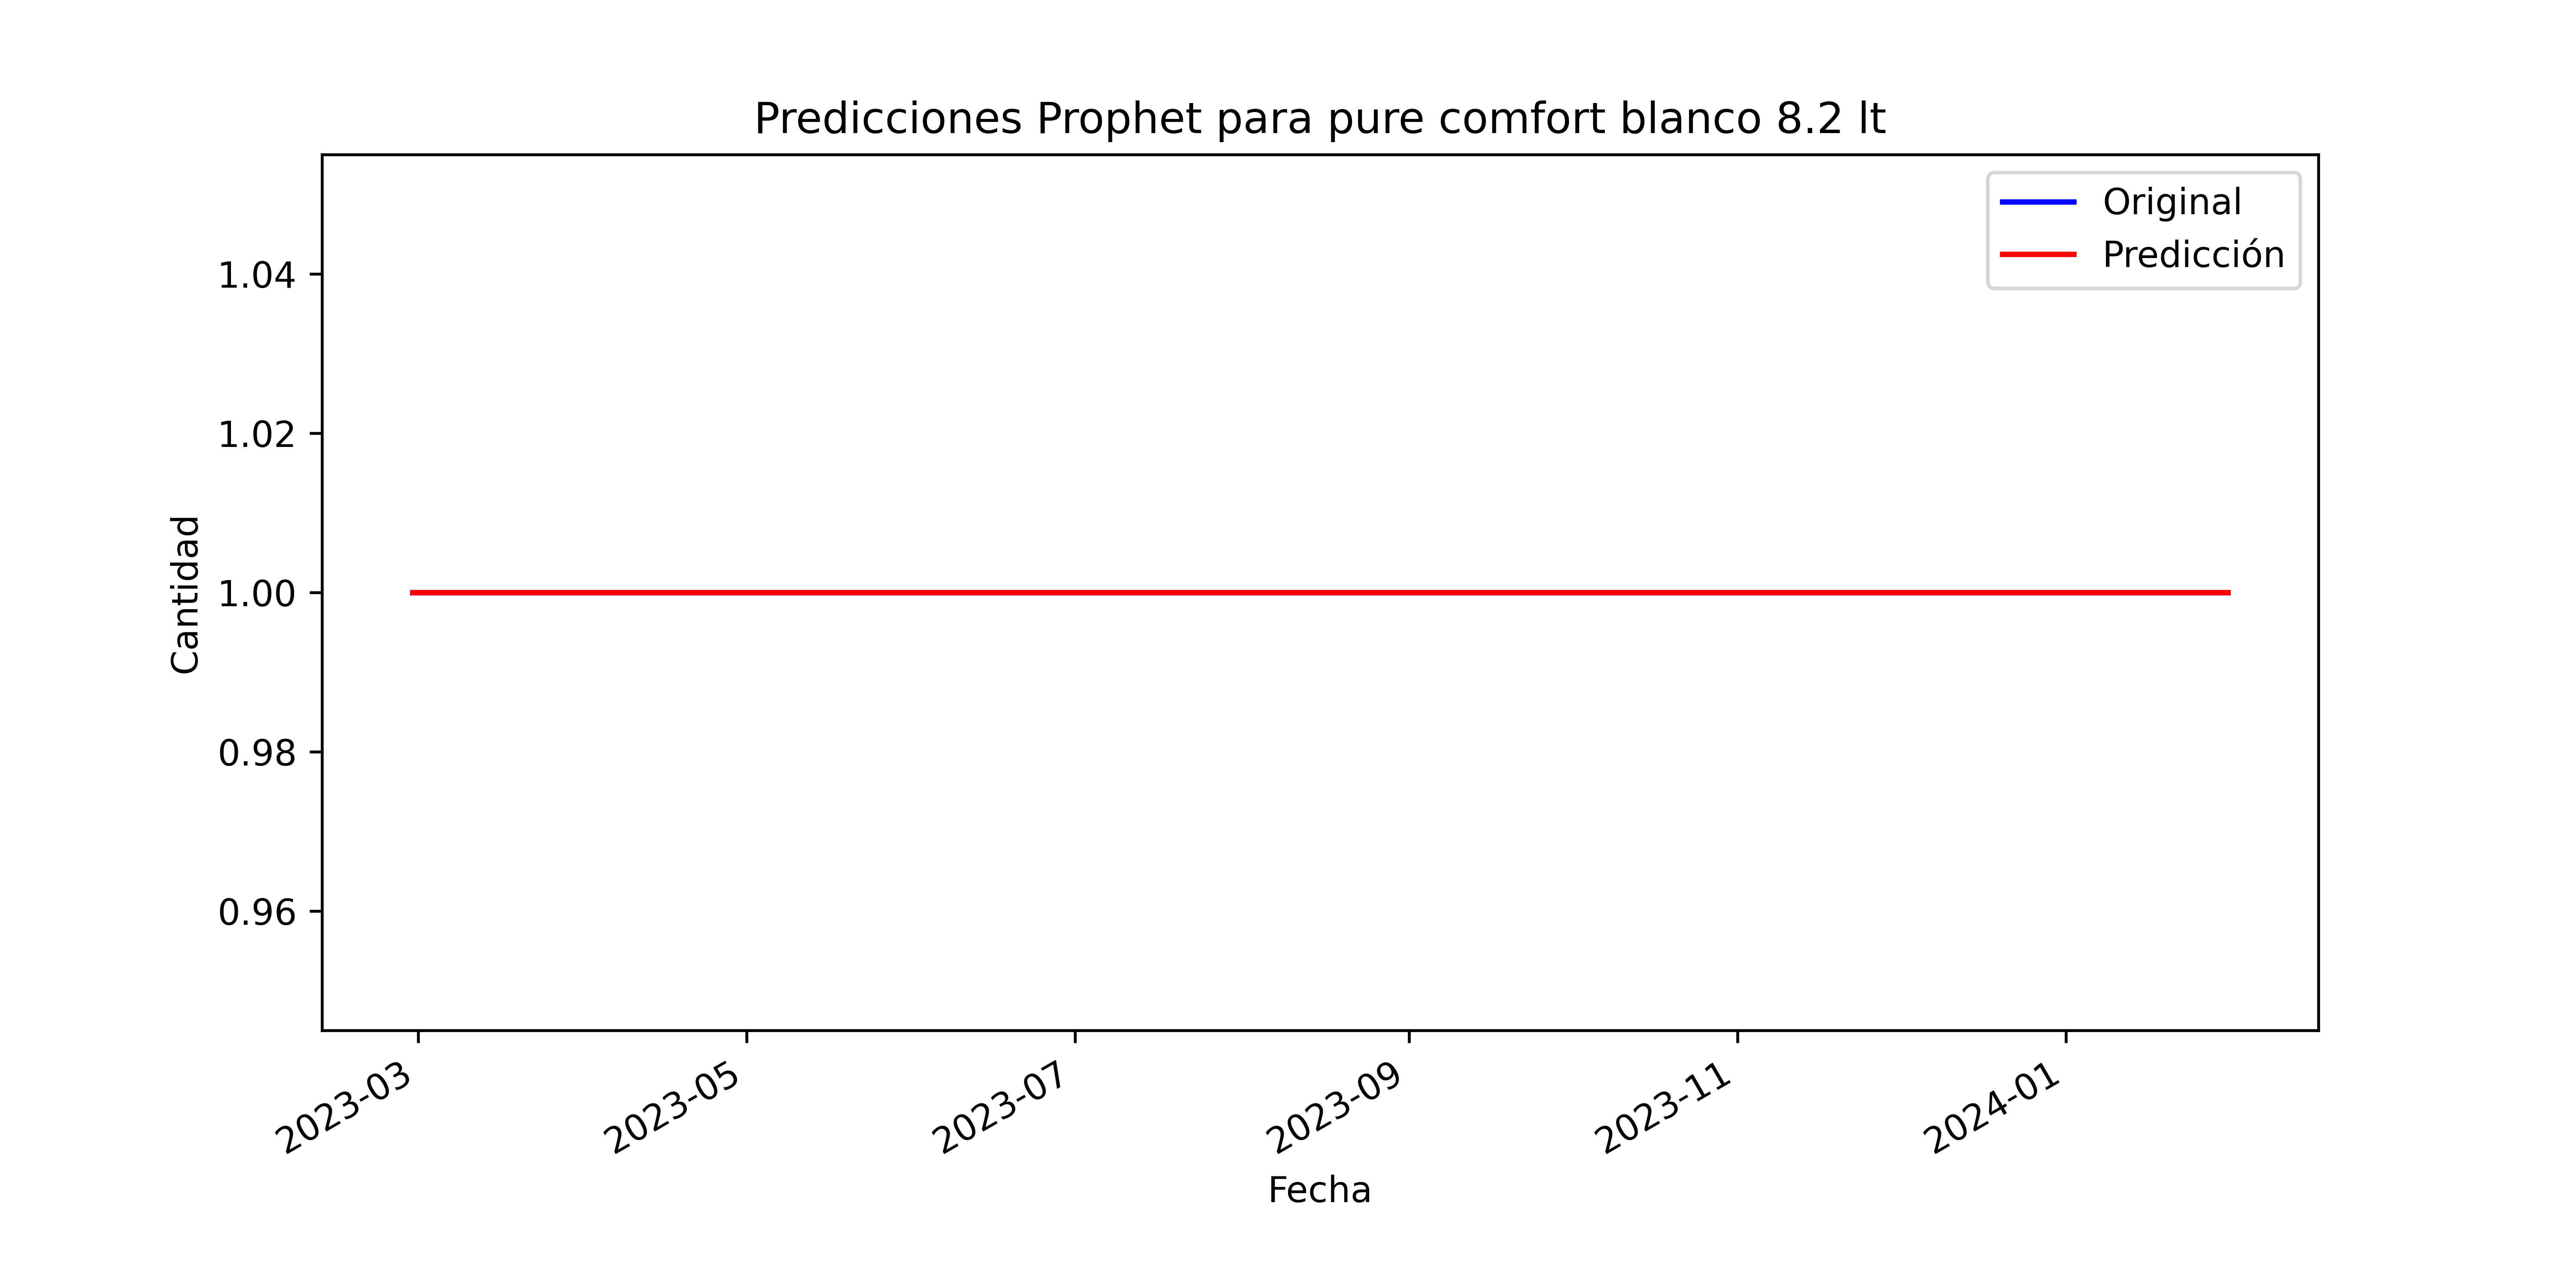 Predicciones Prophet para pure comfort blanco 8.2 lt
Original
Predicción
1.04
1.02
1.00
0.98
0.96
Cantidad
2023-03
2023-05
2023-07
2023-09
2023-11
2024-01
Fecha